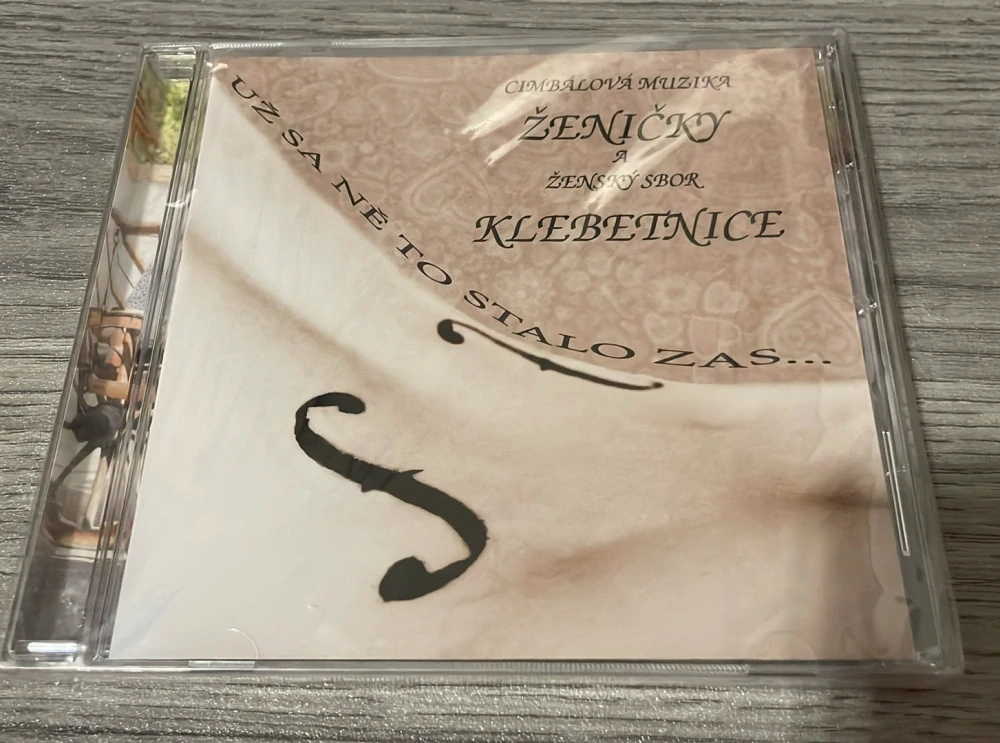 CIMBÁLOVÁ MUZIKA
ŽENIČKY
A
ŽENSKÝ SBOR
KLEBETNICE
UŽ SA NĚ TO STALO ZAS...